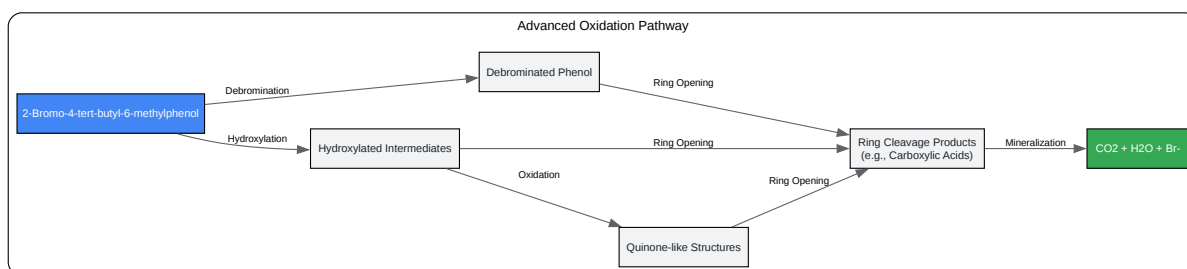 Advanced Oxidation Pathway
Debrominated Phenol
Debromination
Ring Opening
2-Bromo-4-tert-butyl-6-methylphenol
Hydroxylation
Hydroxylated Intermediates
Ring Opening
Ring Cleavage Products
(e.g., Carboxylic Acids)
Mineralization
CO2 + H2O + Br-
Oxidation
Ring Opening
Quinone-like Structures